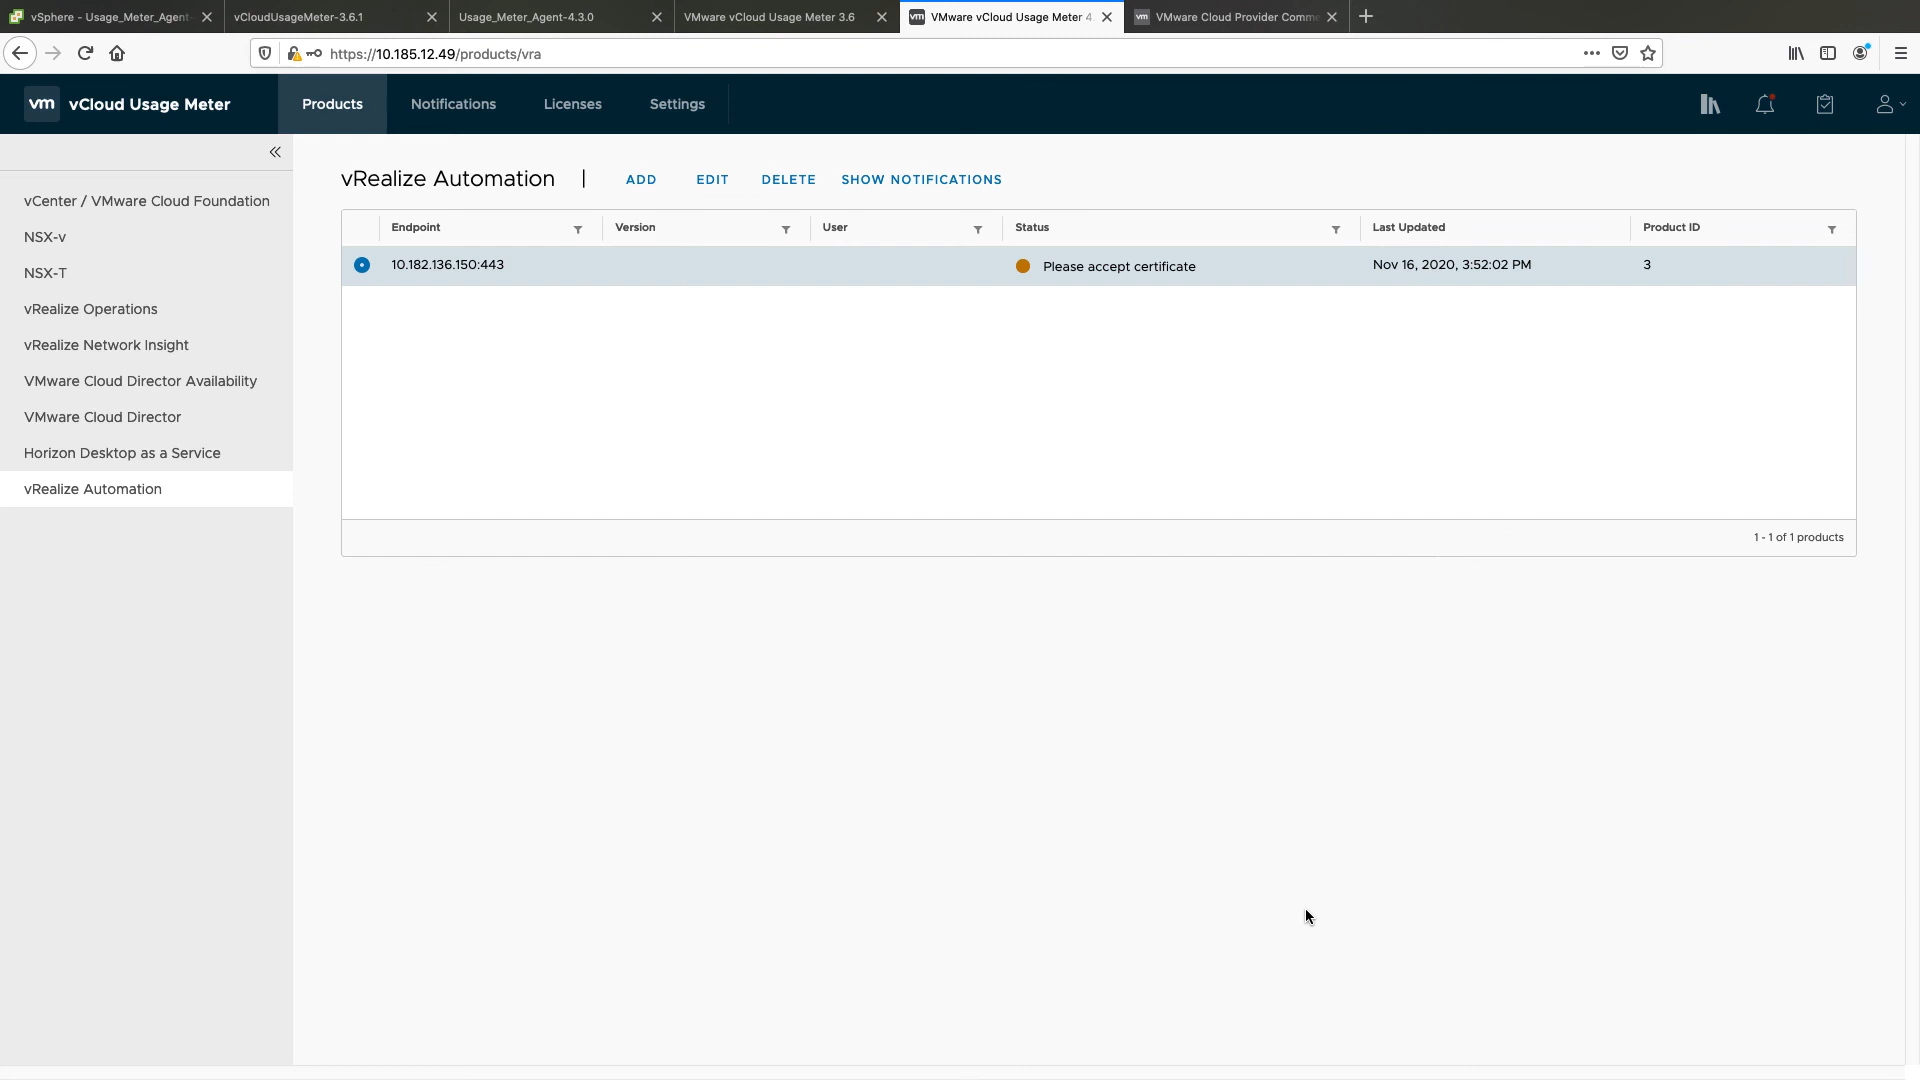 vSphere - Usage_Meter_Agent- vCloudUsageMeter-3.6.1 Usage_Meter_Agent-4.3.0 VMware vCloud Usage Meter 3.6 vm VMware vCloud Usage Meter 4. vm VMware Cloud Provider Comme
https://10.185.12.49/products/vra
vm vCloud Usage Meter Products Notifications Licenses Settings
vCenter / VMware Cloud Foundation
NSX-v
NSX-T
vRealize Operations
vRealize Network Insight
VMware Cloud Director Availability
VMware Cloud Director
Horizon Desktop as a Service
vRealize Automation
vRealize Automation | ADD EDIT DELETE SHOW NOTIFICATIONS
Endpoint Version User Status Last Updated Product ID
10.182.136.150:443 Please accept certificate Nov 16, 2020, 3:52:02 PM 3
1 - 1 of 1 products